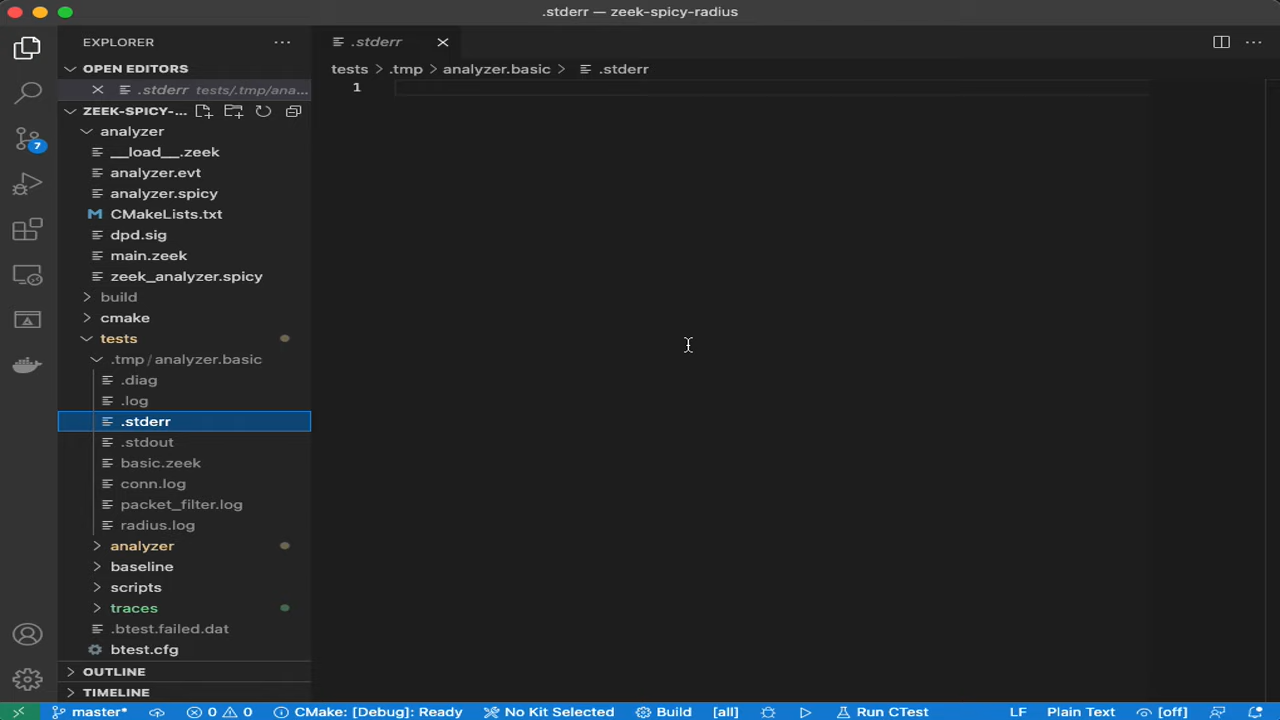 .stderr — zeek-spicy-radius
EXPLORER
.stderr
OPEN EDITORS
.stderr tests/.tmp/ana...
tests > .tmp > analyzer.basic > .stderr
ZEEK-SPICY-...
1
analyzer
__load__.zeek
analyzer.evt
analyzer.spicy
CMakeLists.txt
dpd.sig
main.zeek
zeek_analyzer.spicy
build
cmake
tests
.tmp / analyzer.basic
.diag
.log
.stderr
.stdout
basic.zeek
conn.log
packet_filter.log
radius.log
analyzer
baseline
scripts
traces
.btest.failed.dat
btest.cfg
OUTLINE
TIMELINE
7
master* 0 0 CMake: [Debug]: Ready No Kit Selected Build [all] Run CTest LF Plain Text [off]